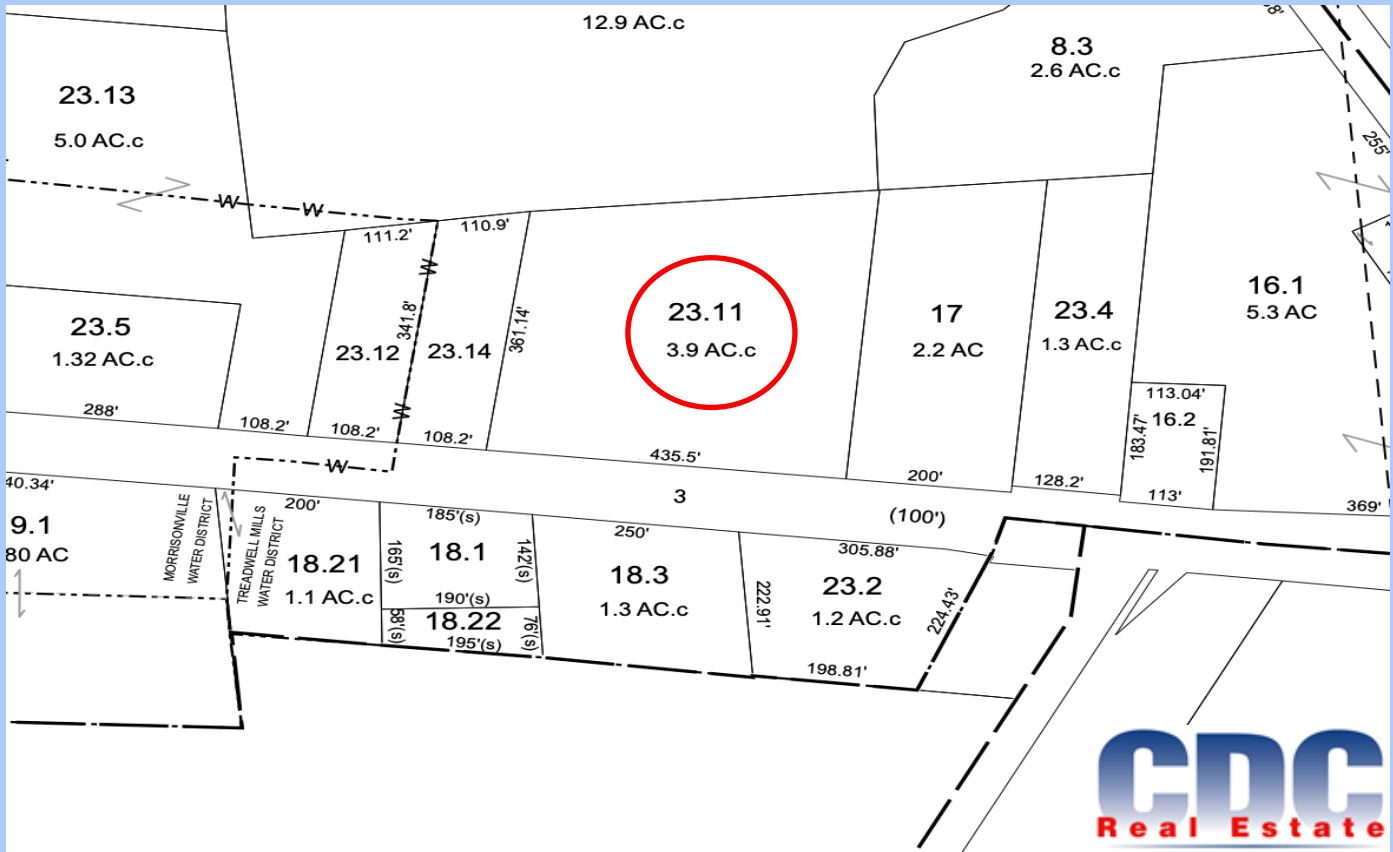 12.9 AC.c
8.3
2.6 AC.c
23.13
5.0 AC.c
255'
W W
111.2'
110.9'
W
341.8'
361.14'
23.11
3.9 AC.c
17
2.2 AC
23.4
1.3 AC.c
16.1
5.3 AC
23.5
1.32 AC.c
23.12
23.14
W
113.04'
16.2
183.47'
191.81'
288'
108.2'
108.2'
108.2'
435.5'
200'
128.2'
113'
369'
W
3
(100')
40.34'
9.1
80 AC
MORRISONVILLE
WATER DISTRICT
TREADWELL MILLS
WATER DISTRICT
200'
18.21
1.1 AC.c
185'(s)
165'(s)
18.1
142'(s)
190'(s)
58'(s)
18.22
76'(s)
195'(s)
250'
18.3
1.3 AC.c
222.91'
305.88'
23.2
1.2 AC.c
224.43'
198.81'
CDC
Real Estate